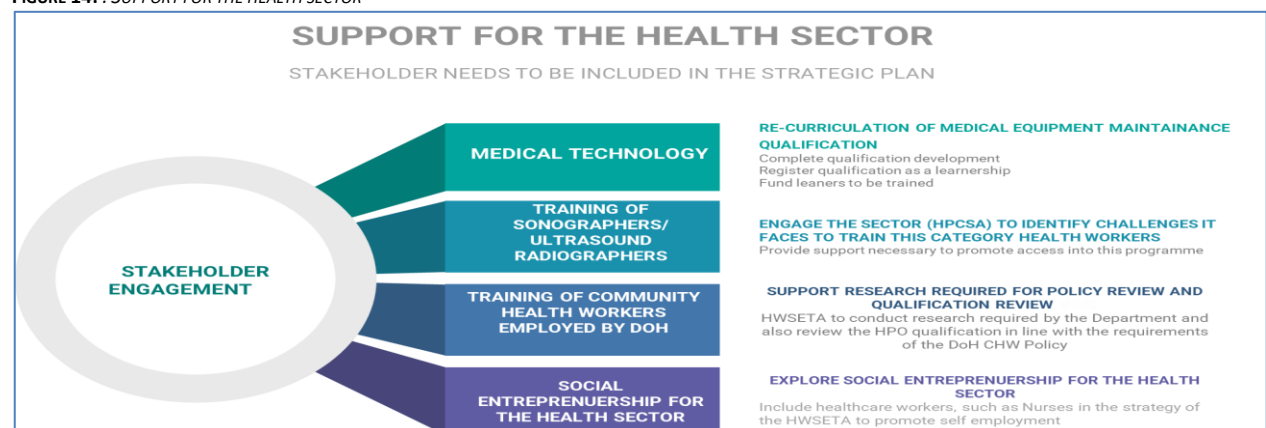 FIGURE 147: SUPPORT FOR THE HEALTH SECTOR
SUPPORT FOR THE HEALTH SECTOR
STAKEHOLDER NEEDS TO BE INCLUDED IN THE STRATEGIC PLAN
STAKEHOLDER
ENGAGEMENT
MEDICAL TECHNOLOGY
RE-CURRICULATION OF MEDICAL EQUIPMENT MAINTAINANCE
QUALIFICATION
Complete qualification development
Register qualification as a learnership
Fund leaners to be trained
TRAINING OF
SONOGRAPHERS/
ULTRASOUND
RADIOGRAPHERS
ENGAGE THE SECTOR (HPCSA) TO IDENTIFY CHALLENGES IT
FACES TO TRAIN THIS CATEGORY HEALTH WORKERS
Provide support necessary to promote access into this programme
TRAINING OF COMMUNITY
HEALTH WORKERS
EMPLOYED BY DOH
SUPPORT RESEARCH REQUIRED FOR POLICY REVIEW AND
QUALIFICATION REVIEW
HWSETA to conduct research required by the Department and
also review the HPO qualification in line with the requirements
of the DoH CHW Policy
SOCIAL
ENTREPRENUERSHIP FOR
THE HEALTH SECTOR
EXPLORE SOCIAL ENTREPRENUERSHIP FOR THE HEALTH
SECTOR
Include healthcare workers, such as Nurses in the strategy of
the HWSETA to promote self employment